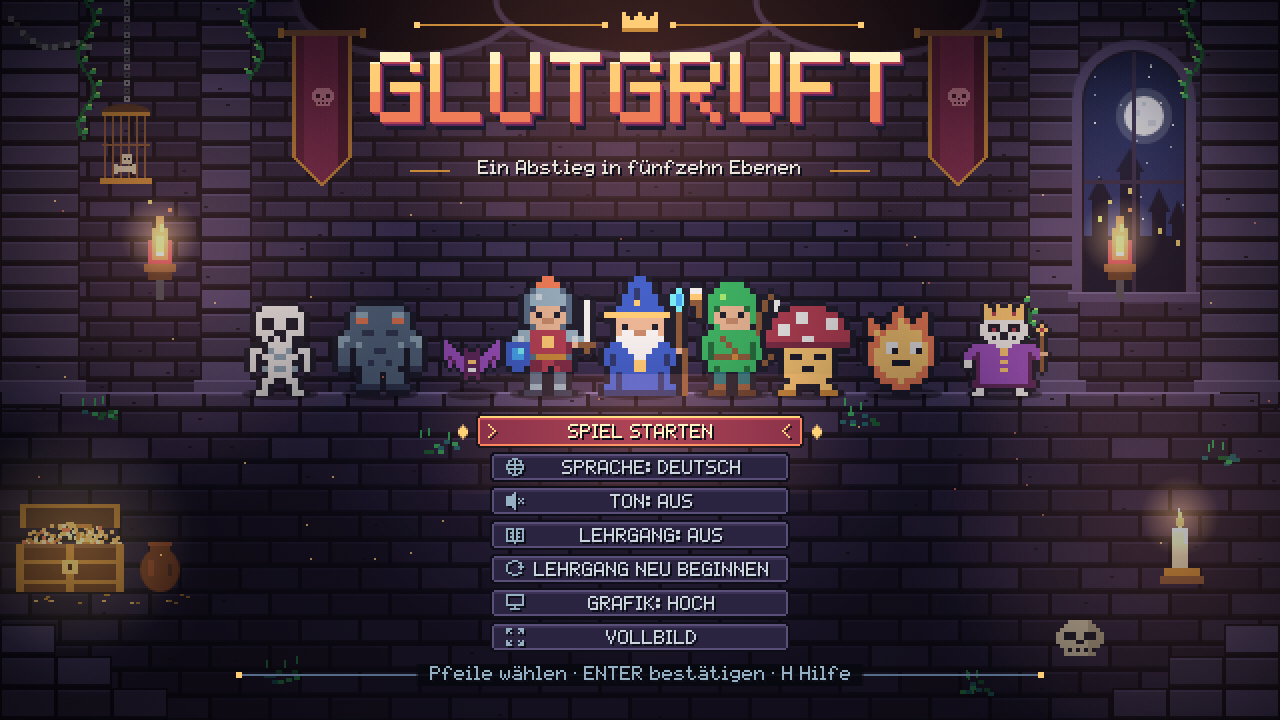 GLUTGRUFT
Ein Abstieg in fünfzehn Ebenen
SPIEL STARTEN
SPRACHE: DEUTSCH
TON: AUS
LEHRGANG: AUS
LEHRGANG NEU BEGINNEN
GRAFIK: HOCH
VOLLBILD
Pfeile wählen · ENTER bestätigen · H Hilfe